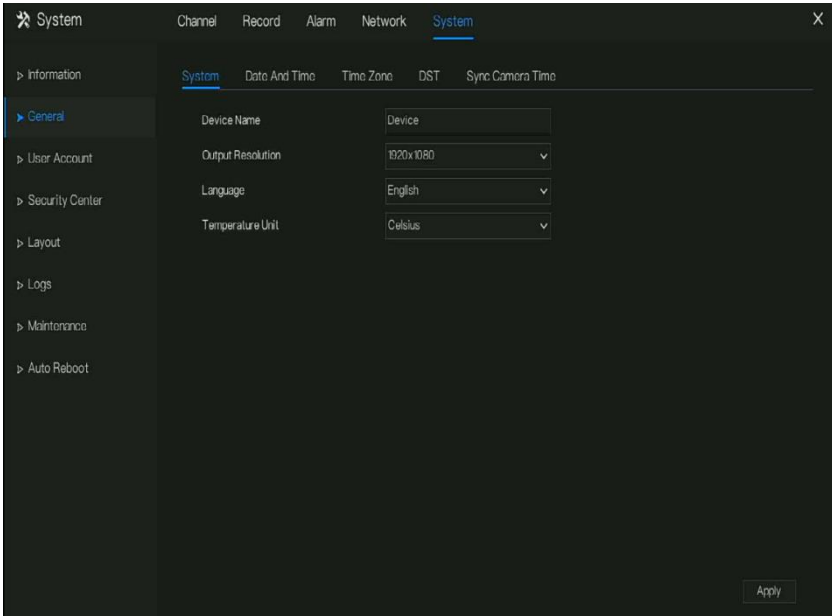 System
Channel Record Alarm Network System X
Information
General
User Account
Security Center
Layout
Logs
Maintenance
Auto Reboot
System Date And Time Time Zone DST Sync Camera Time
Device Name Device
Output Resolution 1920x1080
Language English
Temperature Unit Celsius
Apply